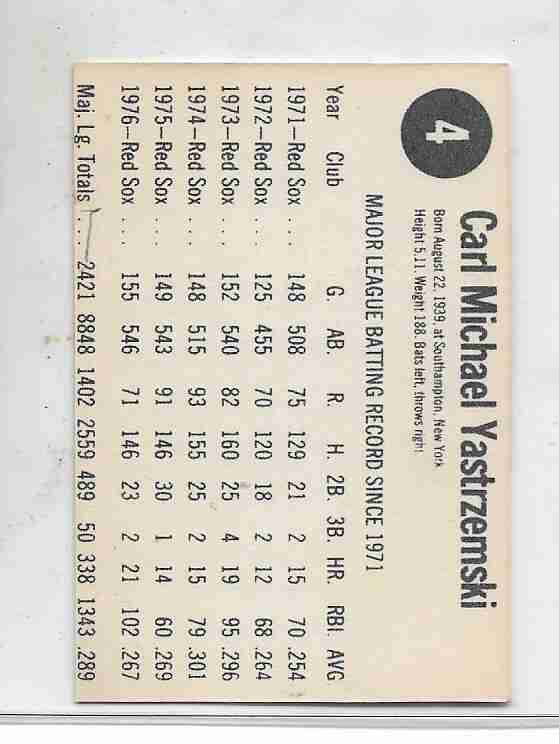 4
Carl Michael Yastrzemski
Born August 22, 1939, at Southampton, New York
Height 5.11. Weight 188. Bats left, throws right
MAJOR LEAGUE BATTING RECORD SINCE 1971
Year Club G. AB. R. H. 2B. 3B. HR. RBI. AVG
1971—Red Sox ... 148 508 75 129 21 2 15 70 .254
1972—Red Sox ... 125 455 70 120 18 2 12 68 .264
1973—Red Sox ... 152 540 82 160 25 4 19 95 .296
1974—Red Sox ... 148 515 93 155 25 2 15 79 .301
1975—Red Sox ... 149 543 91 146 30 1 14 60 .269
1976—Red Sox ... 155 546 71 146 23 2 21 102 .267
Maj. Lg. Totals ... 2421 8848 1402 2559 489 50 338 1343 .289